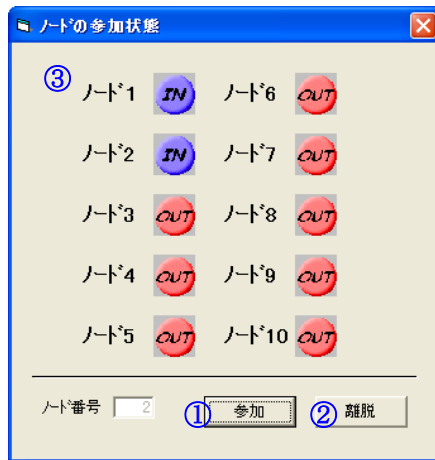 ノードの参加状態
③
ノード1 IN ノード6 OUT
ノード2 IN ノード7 OUT
ノード3 OUT ノード8 OUT
ノード4 OUT ノード9 OUT
ノード5 OUT ノード10 OUT
ノード番号 2 ① 参加 ② 離脱